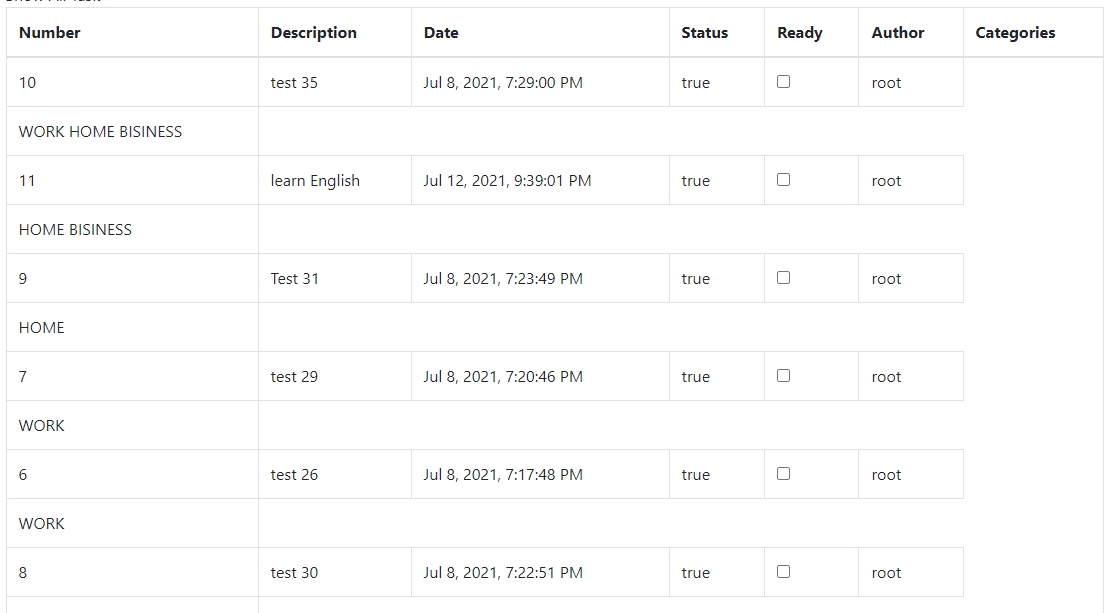 Number Description Date Status Ready Author Categories
10 test 35 Jul 8, 2021, 7:29:00 PM true root
WORK HOME BISINESS
11 learn English Jul 12, 2021, 9:39:01 PM true root
HOME BISINESS
9 Test 31 Jul 8, 2021, 7:23:49 PM true root
HOME
7 test 29 Jul 8, 2021, 7:20:46 PM true root
WORK
6 test 26 Jul 8, 2021, 7:17:48 PM true root
WORK
8 test 30 Jul 8, 2021, 7:22:51 PM true root